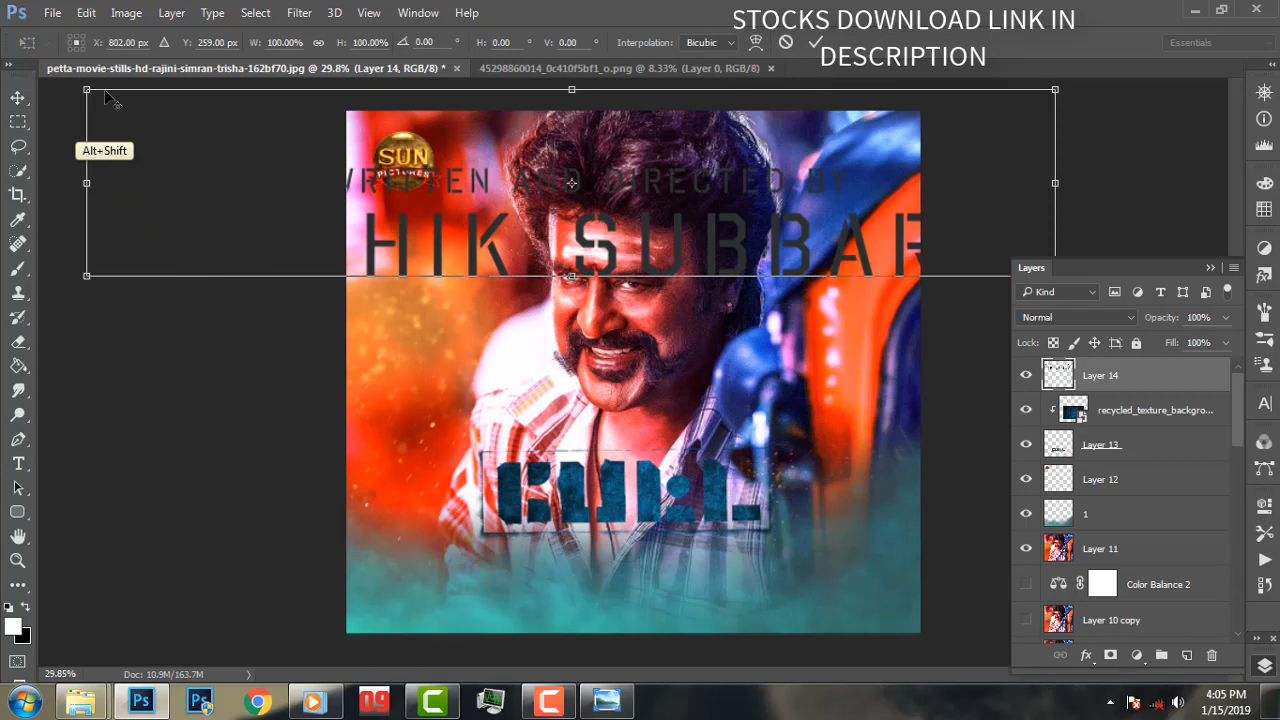 STOCKS DOWNLOAD LINK IN
DESCRIPTION
Ps File Edit Image Layer Type Select Filter 3D View Window Help
X: 802.00 px Y: 259.00 px W: 100.00% H: 100.00% 0.00 ° H: 0.00 ° V: 0.00 ° Interpolation: Bicubic Essentials
petta-movie-stills-hd-rajini-simran-trisha-162bf70.jpg @ 29.8% (Layer 14, RGB/8) * × 45298860014_0c410f5bf1_o.png @ 8.33% (Layer 0, RGB/8) ×
Alt+Shift
SUN
PICTURES
WRITTEN AND DIRECTED BY
HIK SUBBAR
Layers
Kind
Normal Opacity: 100%
Lock: Fill: 100%
Layer 14
recycled_texture_backgro...
Layer 13
Layer 12
1
Layer 11
Color Balance 2
Layer 10 copy
29.85% Doc: 10.9M/163.7M
4:05 PM
1/15/2019